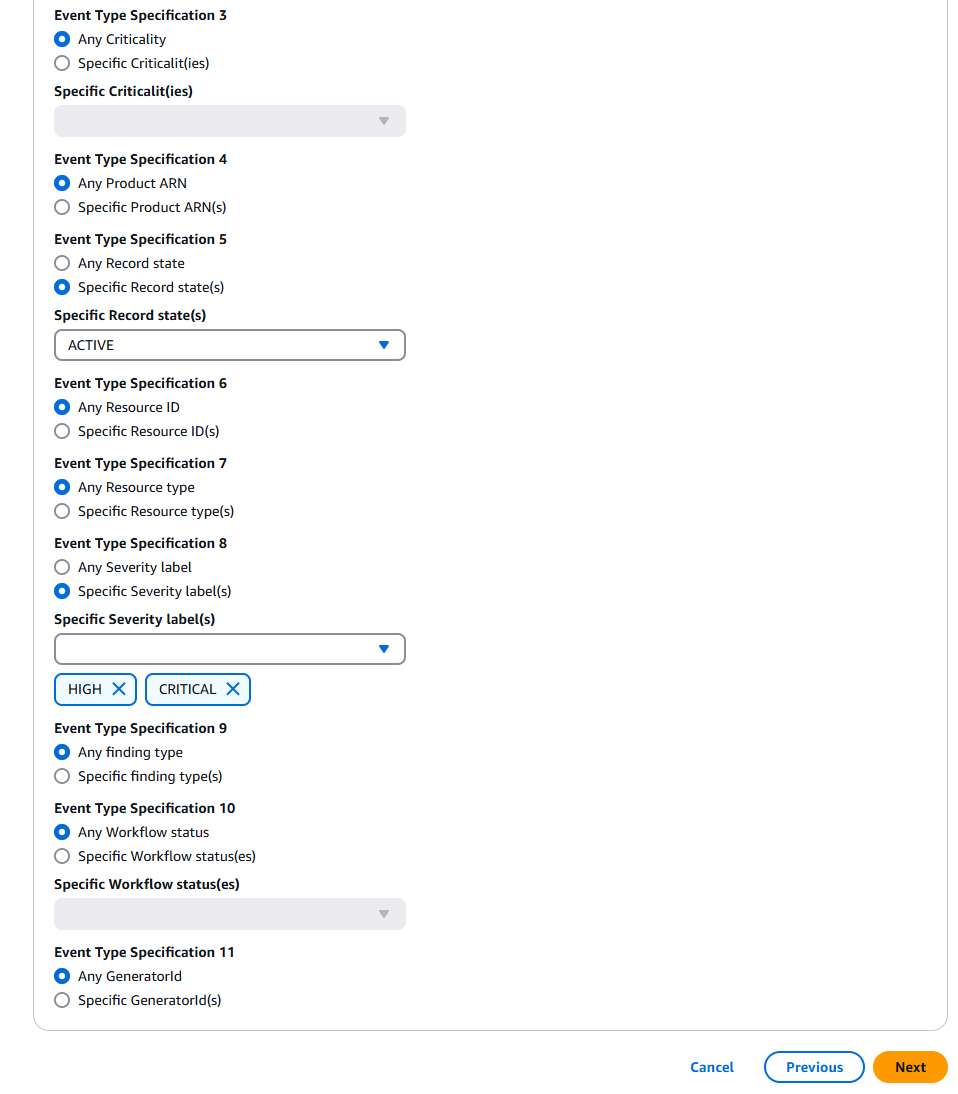 Event Type Specification 3
Any Criticality
Specific Criticalit(ies)
Specific Criticalit(ies)
Event Type Specification 4
Any Product ARN
Specific Product ARN(s)
Event Type Specification 5
Any Record state
Specific Record state(s)
Specific Record state(s)
ACTIVE
Event Type Specification 6
Any Resource ID
Specific Resource ID(s)
Event Type Specification 7
Any Resource type
Specific Resource type(s)
Event Type Specification 8
Any Severity label
Specific Severity label(s)
Specific Severity label(s)
HIGH CRITICAL
Event Type Specification 9
Any finding type
Specific finding type(s)
Event Type Specification 10
Any Workflow status
Specific Workflow status(es)
Specific Workflow status(es)
Event Type Specification 11
Any GeneratorId
Specific GeneratorId(s)
Cancel Previous Next